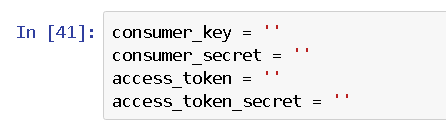 In [41]: consumer_key = ''
consumer_secret = ''
access_token = ''
access_token_secret = ''